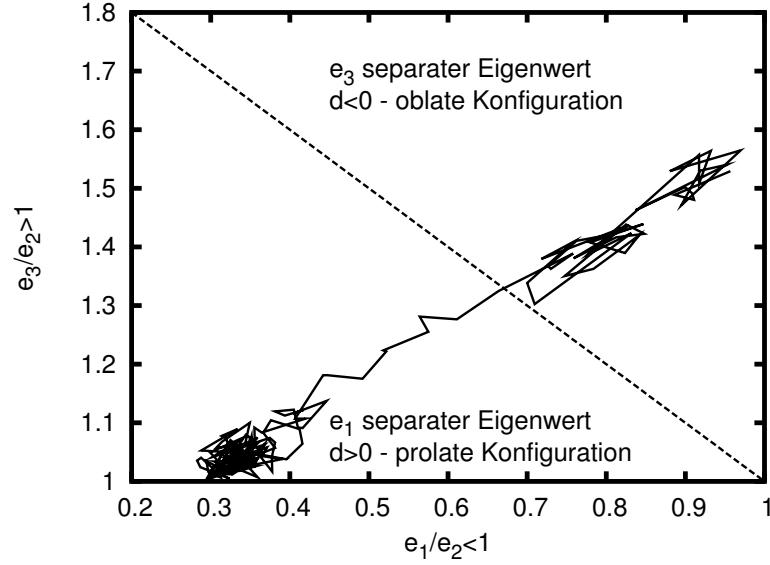 1.8
1.7
1.6
1.5
1.4
1.3
1.2
1.1
1
e3/e2>1
e3 separater Eigenwert
d<0 - oblate Konfiguration
e1 separater Eigenwert
d>0 - prolate Konfiguration
0.2 0.3 0.4 0.5 0.6 0.7 0.8 0.9 1
e1/e2<1